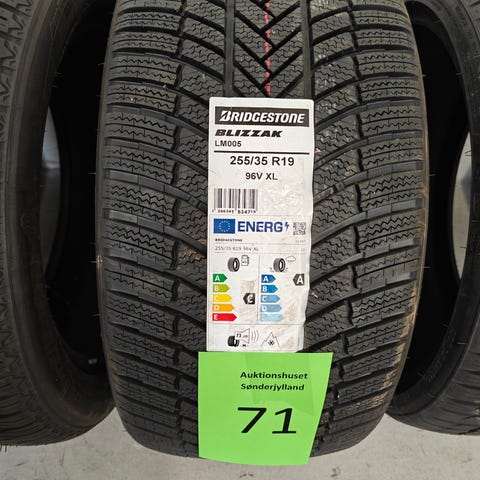 BRIDGESTONE
BLIZZAK
LM005
255/35 R19
96V XL
ENERG
BRIDGESTONE
255/35 R19 96V XL
A
B
C
D
E
C
A
B
C
D
E
A
Auktionshuset
Sønderjylland
71